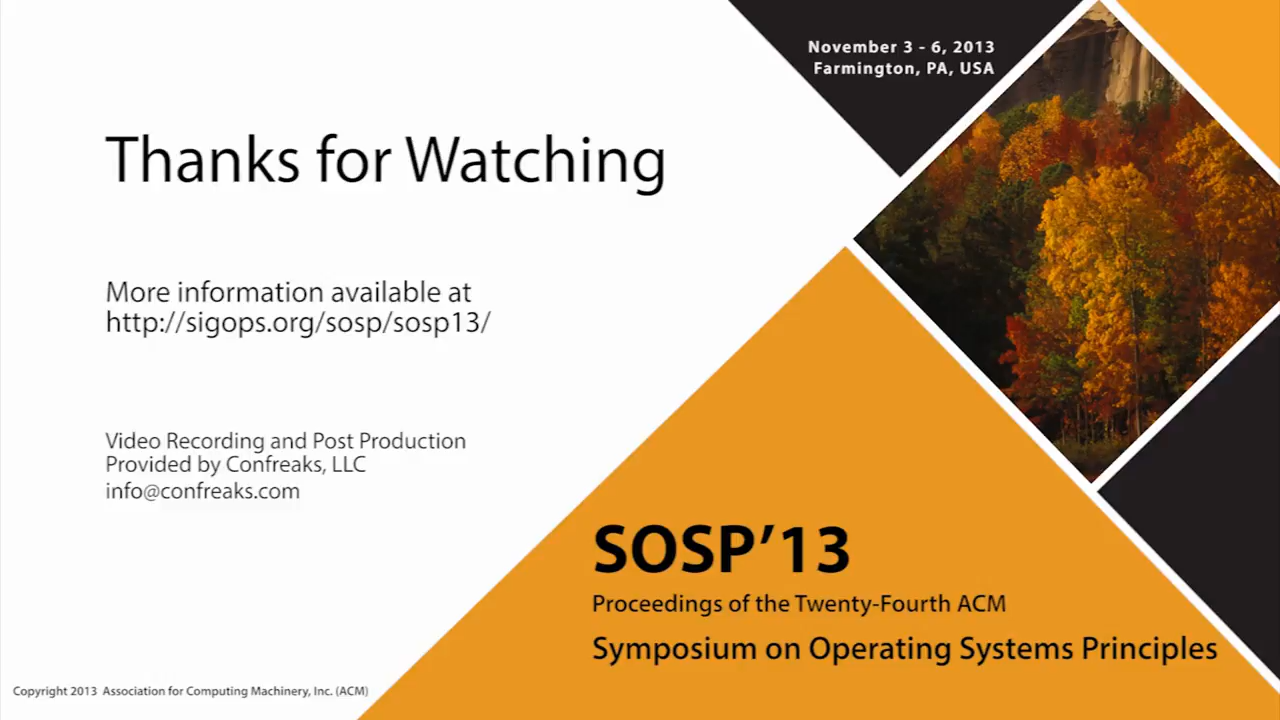 November 3 - 6, 2013
Farmington, PA, USA
Thanks for Watching
More information available at
http://sigops.org/sosp/sosp13/
Video Recording and Post Production
Provided by Confreaks, LLC
info@confreaks.com
SOSP’13
Proceedings of the Twenty-Fourth ACM
Symposium on Operating Systems Principles
Copyright 2013 Association for Computing Machinery, Inc. (ACM)